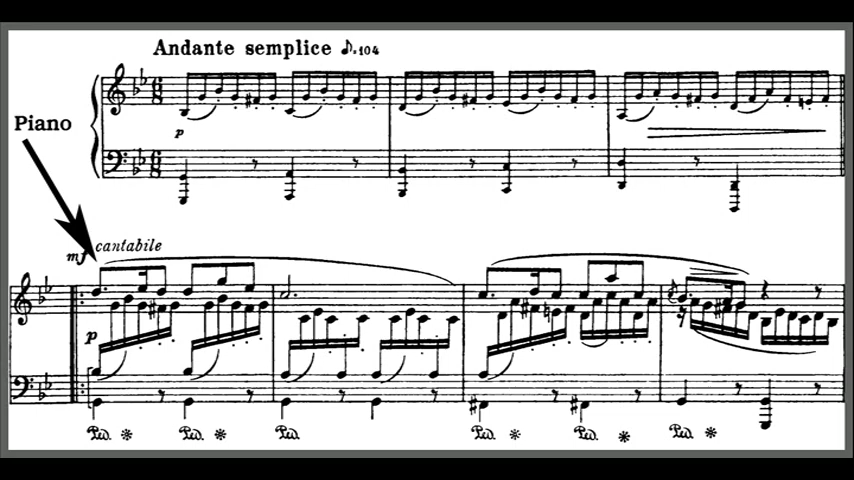 Andante semplice ♪.=104
Piano
p
mf cantabile
p
Ped. * Ped. * Ped. Ped. * Ped. * Ped. *